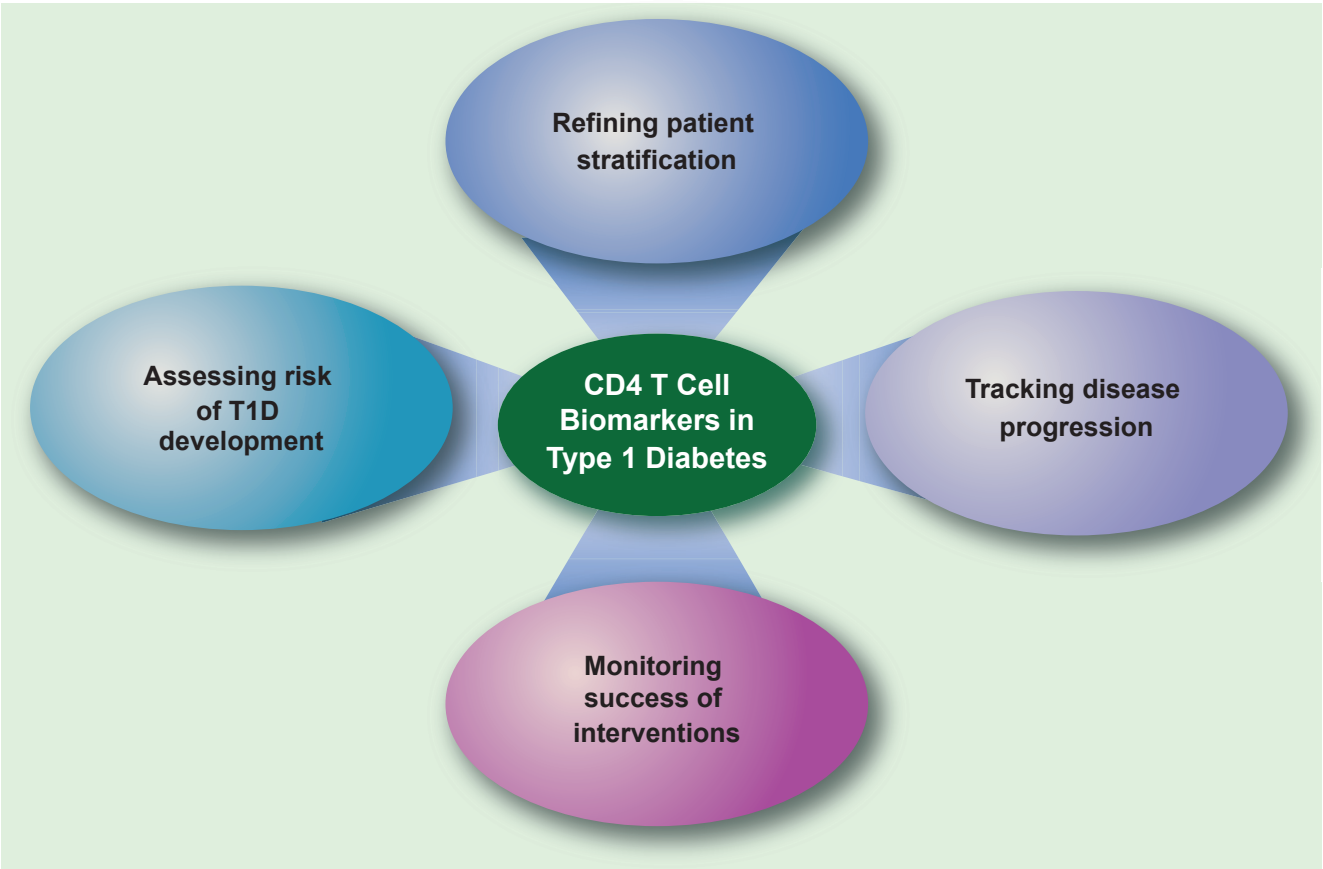 Refining patient
stratification
Assessing risk
of T1D
development
CD4 T Cell
Biomarkers in
Type 1 Diabetes
Tracking disease
progression
Monitoring
success of
interventions